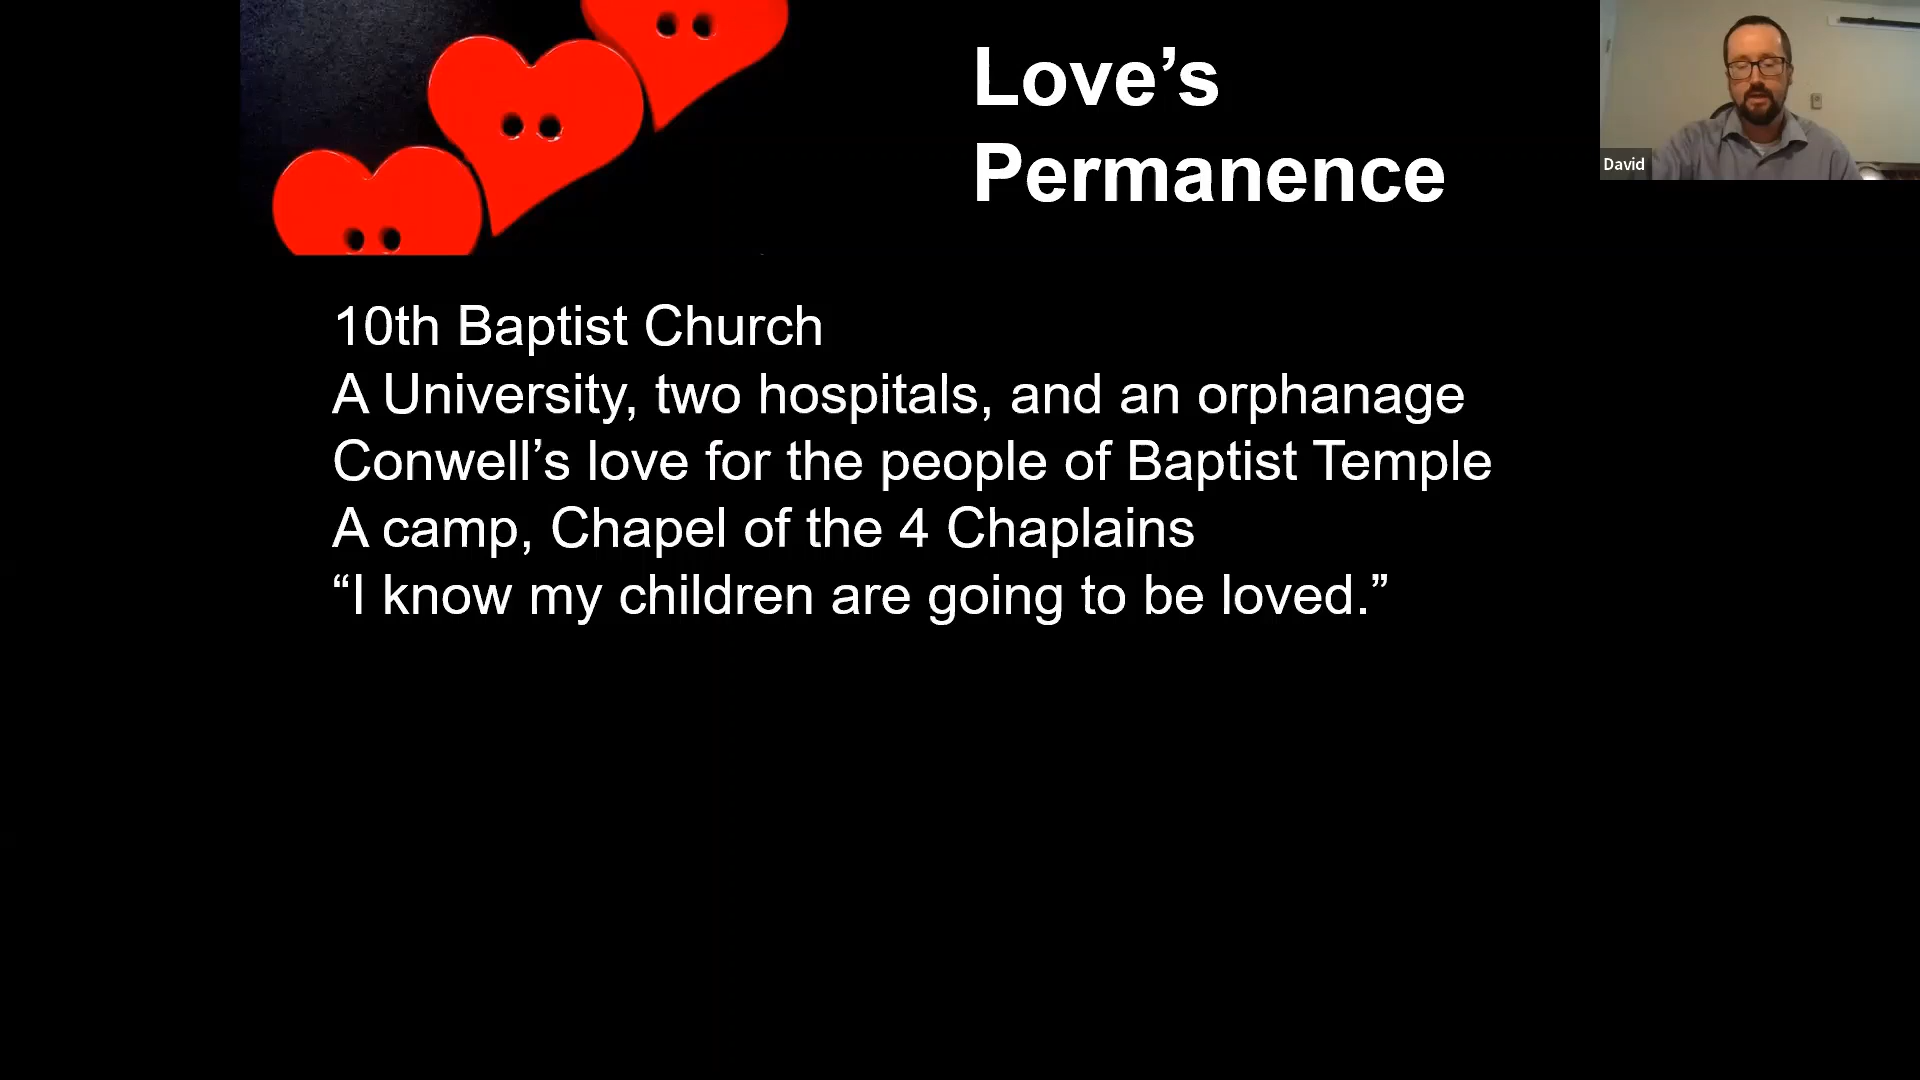 Love’s
Permanence
David
10th Baptist Church
A University, two hospitals, and an orphanage
Conwell’s love for the people of Baptist Temple
A camp, Chapel of the 4 Chaplains
“I know my children are going to be loved.”